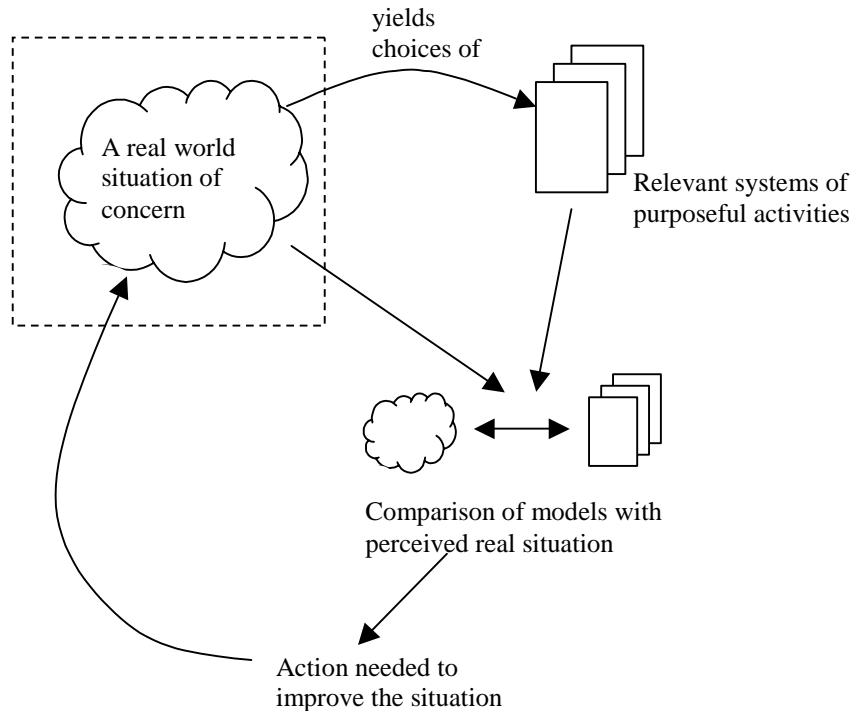 yields
choices of
A real world
situation of
concern
Relevant systems of
purposeful activities
Comparison of models with
perceived real situation
Action needed to
improve the situation